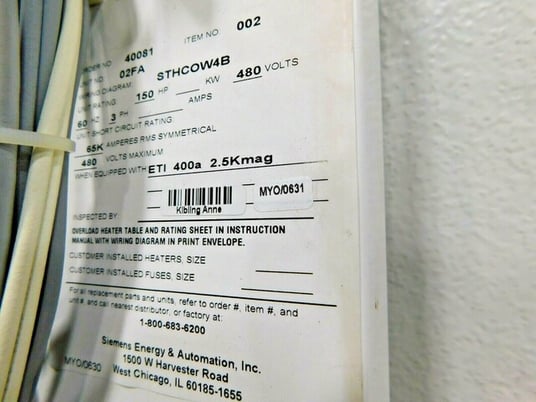 ORDER NO 40081 ITEM NO. 002
UNIT NO. 02FA
WIRING DIAGRAM: STHCOW4B
UNIT RATING: 150 HP KW 480 VOLTS
60 HZ 3 PH AMPS
UNIT SHORT CIRCUIT RATING:
65K AMPERES RMS SYMMETRICAL
480 VOLTS MAXIMUM
WHEN EQUIPPED WITH ETI 400a 2.5Kmag
Kibling Anne
MYO/0631
INSPECTED BY:
OVERLOAD HEATER TABLE AND RATING SHEET IN INSTRUCTION
MANUAL WITH WIRING DIAGRAM IN PRINT ENVELOPE.
CUSTOMER INSTALLED HEATERS, SIZE
CUSTOMER INSTALLED FUSES, SIZE
For all replacement parts and units, refer to order #, item #, and
unit #, and call nearest distributor, or factory at:
1-800-683-6200
Siemens Energy & Automation, Inc.
1500 W Harvester Road
West Chicago, IL 60185-1655
MYO/0630